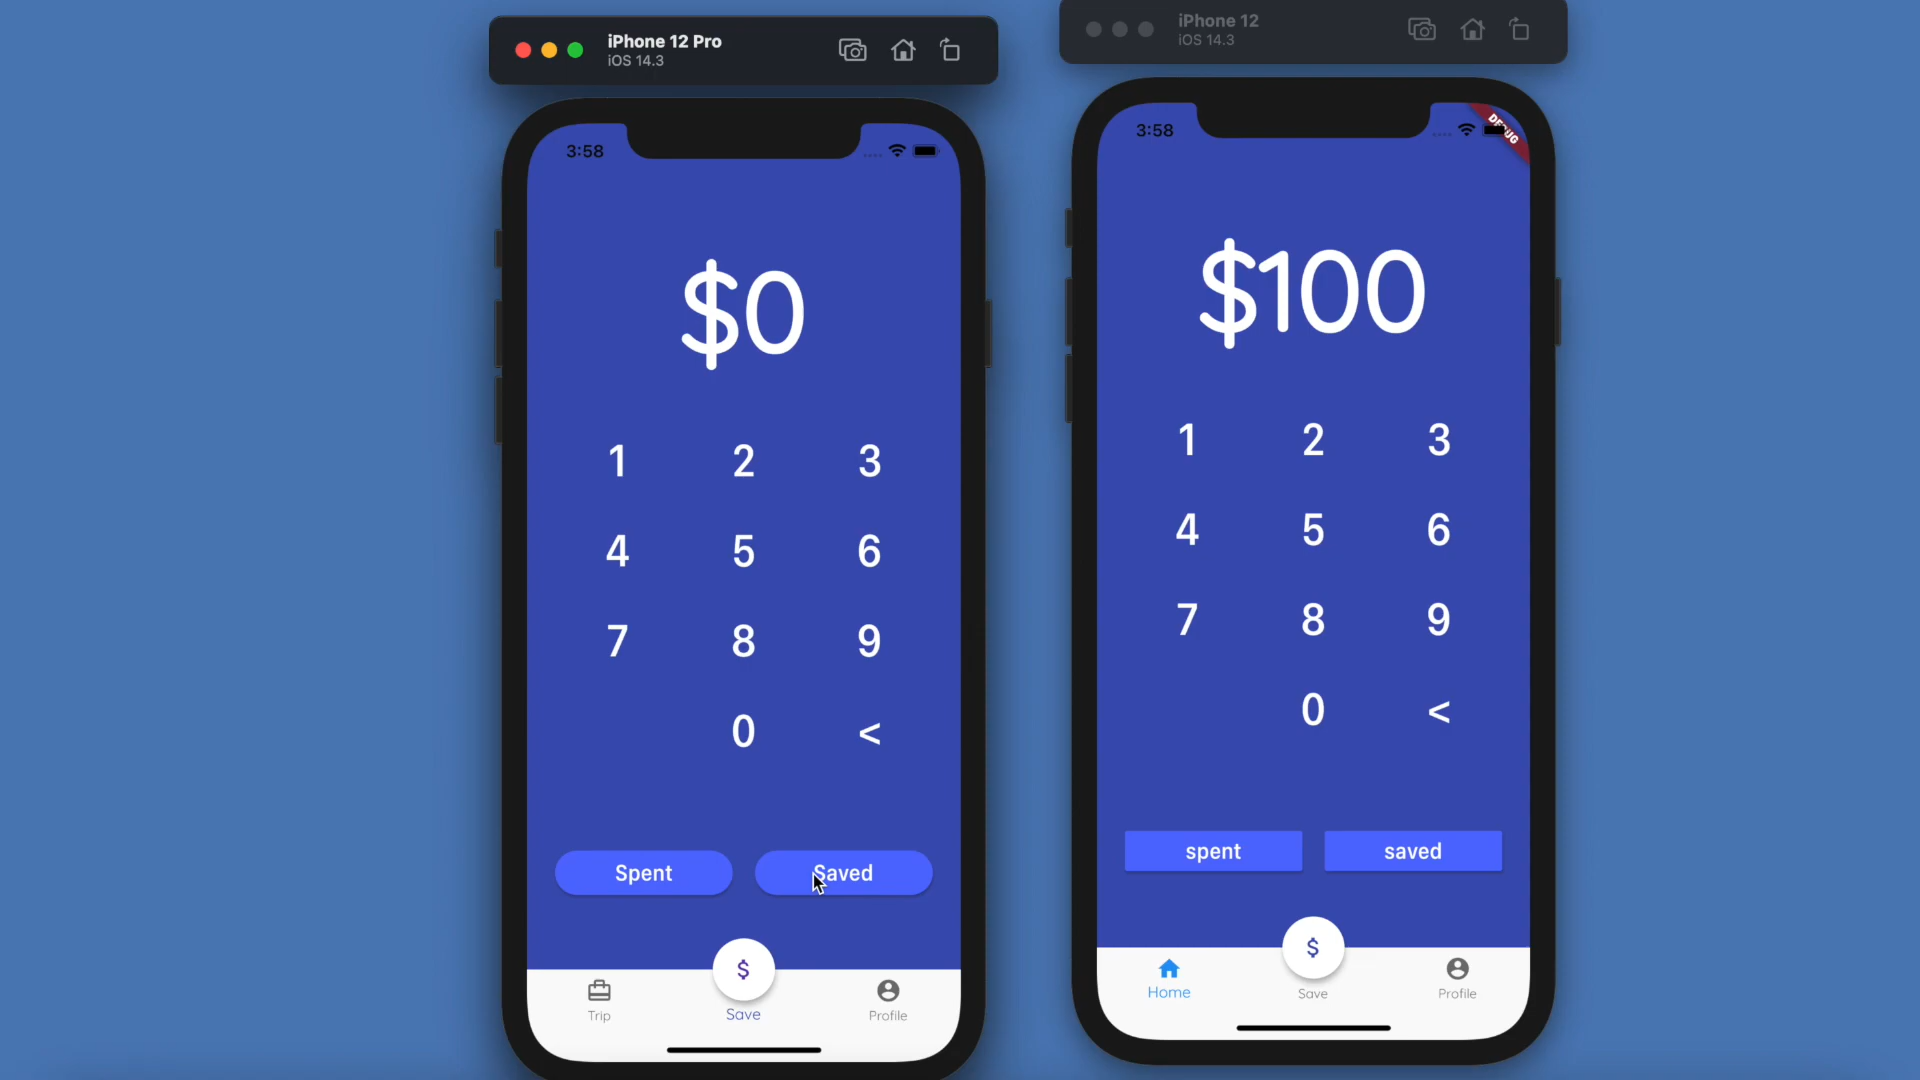 iPhone 12 Pro
iOS 14.3
3:58
$0
1 2 3
4 5 6
7 8 9
0 <
Spent Saved
$
Trip Save Profile
iPhone 12
iOS 14.3
3:58
DEBUG
$100
1 2 3
4 5 6
7 8 9
0 <
spent saved
$
Home Save Profile